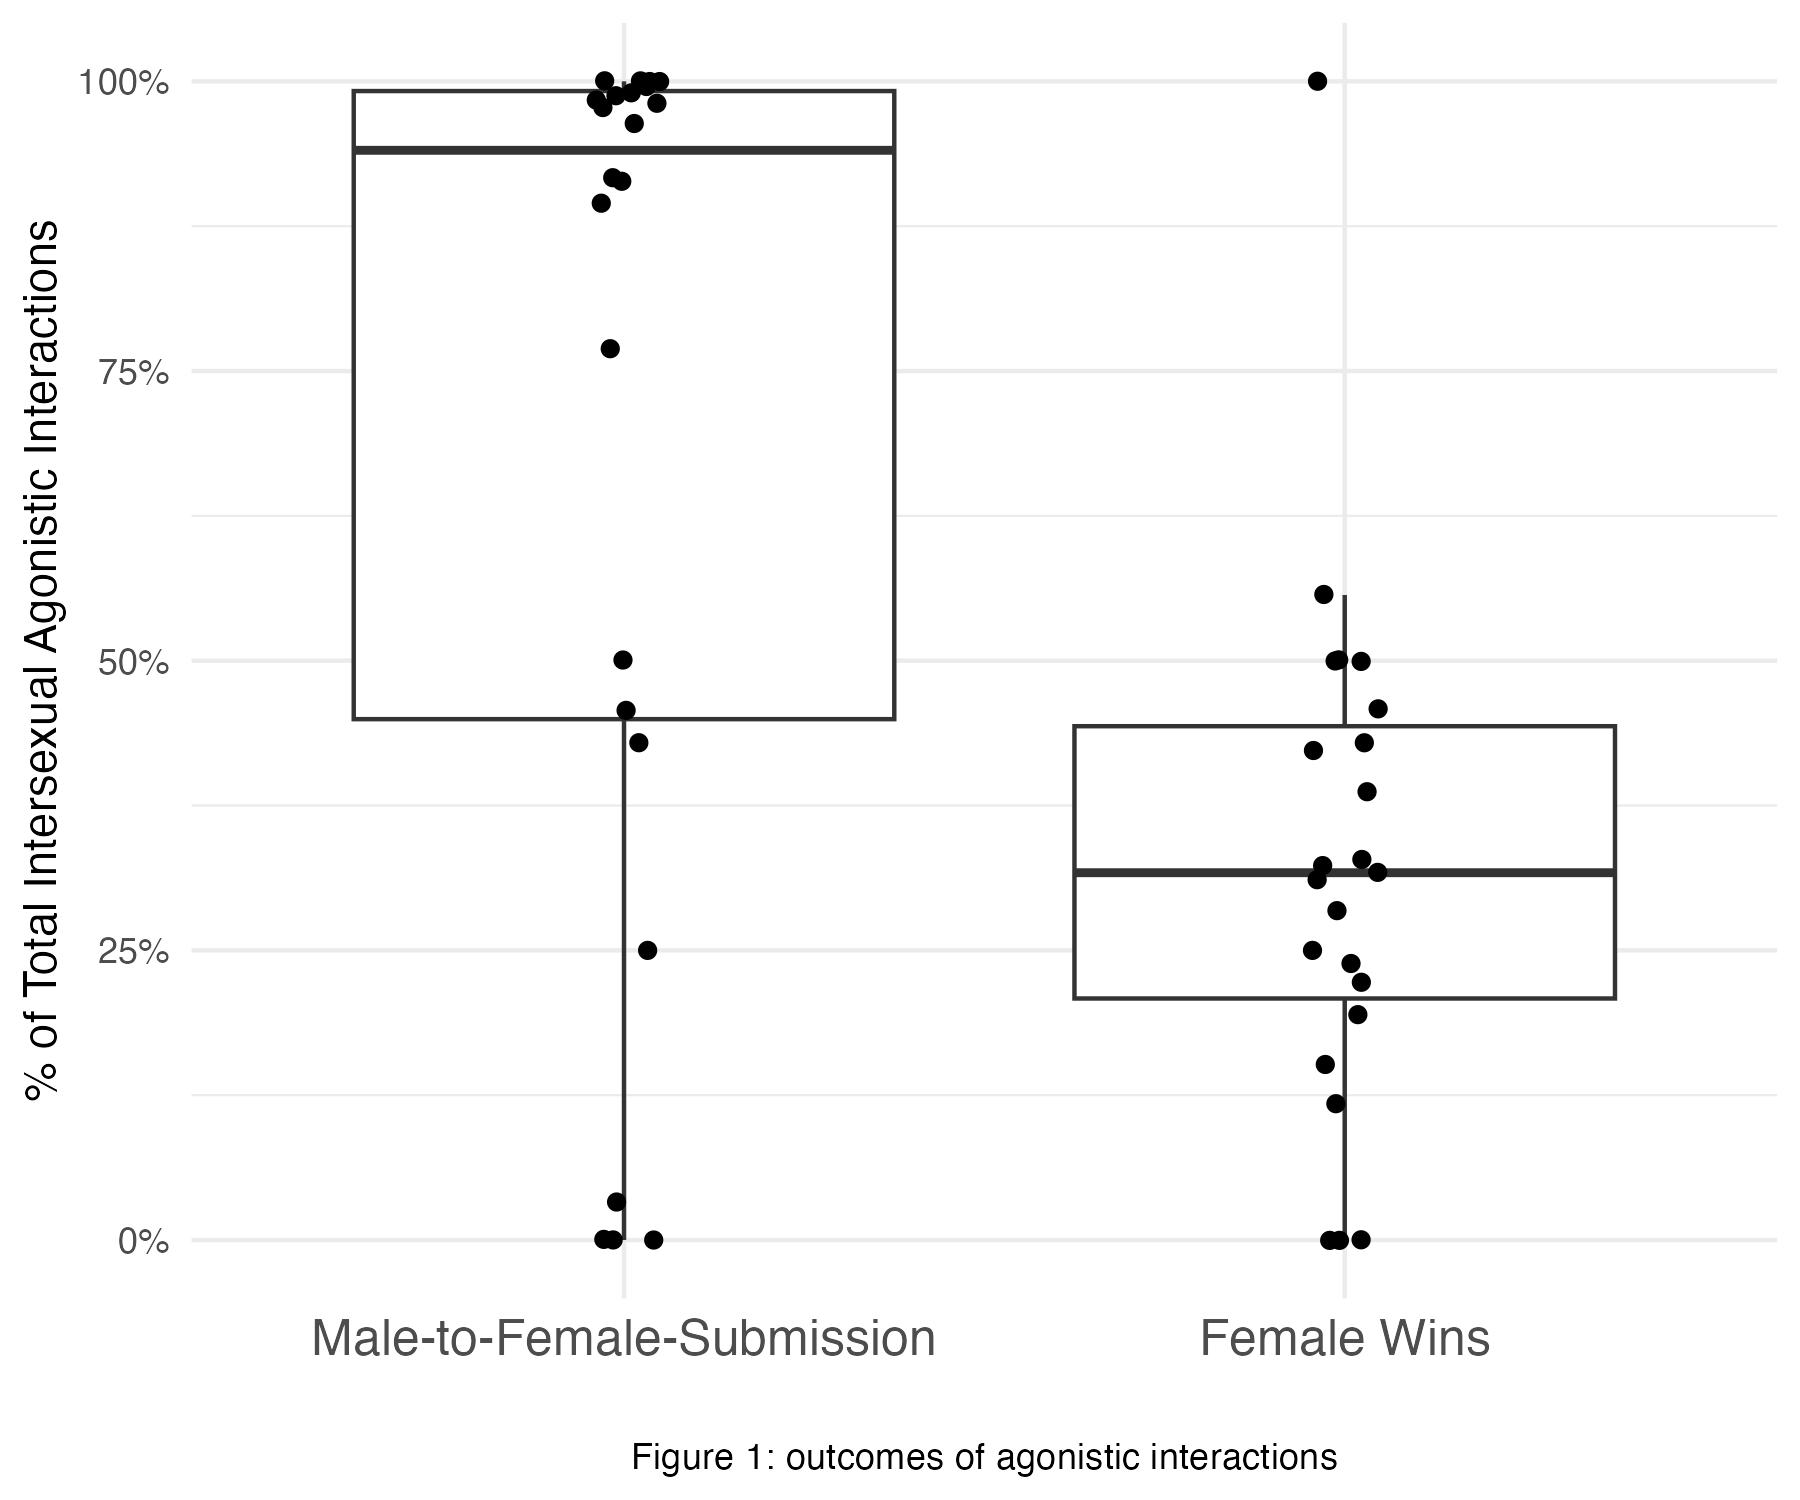 % of Total Intersexual Agonistic Interactions
100%
75%
50%
25%
0%
Male-to-Female-Submission
Female Wins
Figure 1: outcomes of agonistic interactions